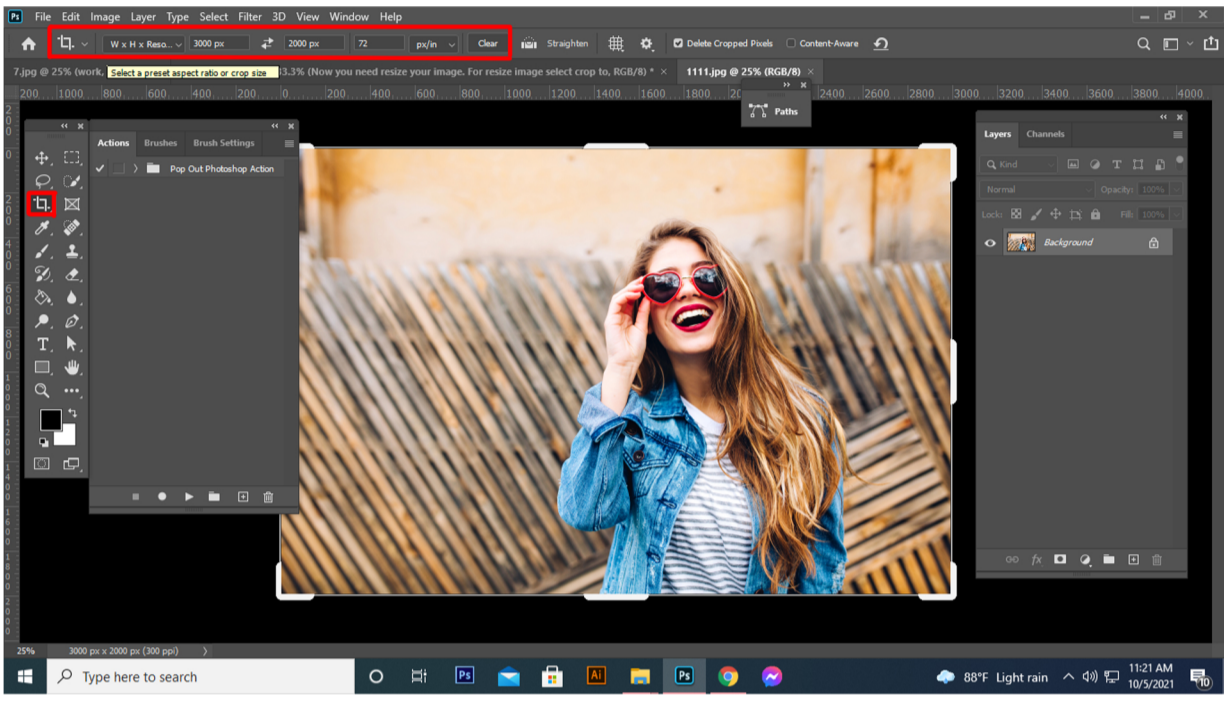 Ps File Edit Image Layer Type Select Filter 3D View Window Help
W x H x Reso... 3000 px 2000 px 72 px/in Clear Straighten Delete Cropped Pixels Content-Aware
7.jpg @ 25% (work, Select a preset aspect ratio or crop size 33.3% (Now you need resize your image. For resize image select crop to, RGB/8) * × 1111.jpg @ 25% (RGB/8) ×
200 1000 800 600 400 200 0 200 400 600 800 1000 1200 1400 1600 1800 20 2400 2600 2800 3000 3200 3400 3600 3800 4000
Paths
Actions Brushes Brush Settings
Layers Channels
Pop Out Photoshop Action
Kind
Normal Opacity: 100%
Lock: Fill: 100%
Background
25% 3000 px x 2000 px (300 ppi)
Type here to search Ps Ai Ps 88°F Light rain 11:21 AM
10/5/2021 10